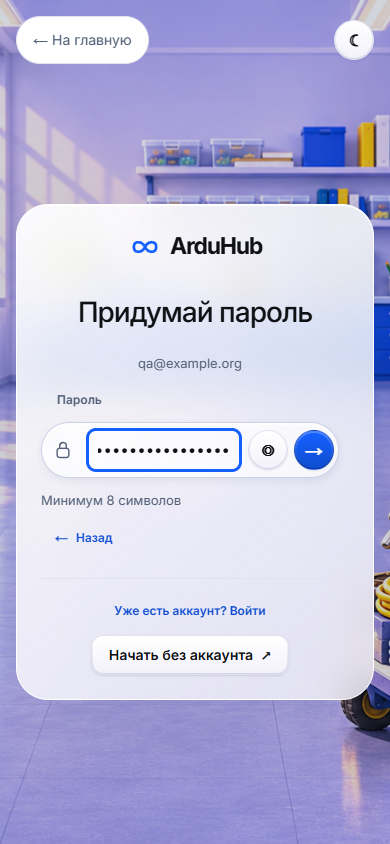 ← На главную
ArduHub
Придумай пароль
qa@example.org
Пароль
••••••••••••••••
→
Минимум 8 символов
← Назад
Уже есть аккаунт? Войти
Начать без аккаунта ↗